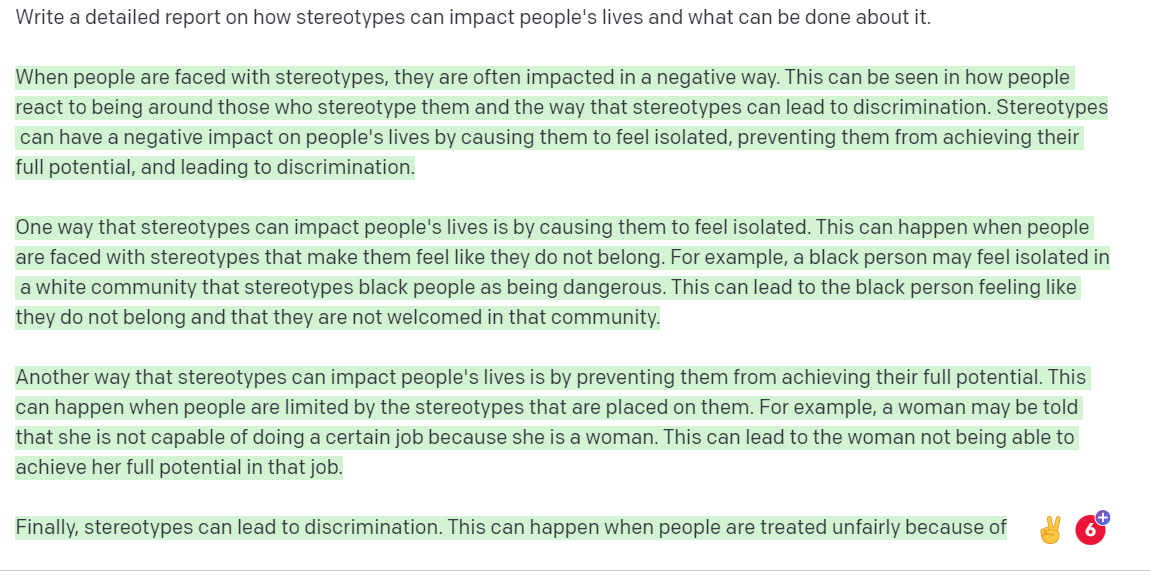 Write a detailed report on how stereotypes can impact people's lives and what can be done about it.
When people are faced with stereotypes, they are often impacted in a negative way. This can be seen in how people
react to being around those who stereotype them and the way that stereotypes can lead to discrimination. Stereotypes
can have a negative impact on people's lives by causing them to feel isolated, preventing them from achieving their
full potential, and leading to discrimination.
One way that stereotypes can impact people's lives is by causing them to feel isolated. This can happen when people
are faced with stereotypes that make them feel like they do not belong. For example, a black person may feel isolated in
a white community that stereotypes black people as being dangerous. This can lead to the black person feeling like
they do not belong and that they are not welcomed in that community.
Another way that stereotypes can impact people's lives is by preventing them from achieving their full potential. This
can happen when people are limited by the stereotypes that are placed on them. For example, a woman may be told
that she is not capable of doing a certain job because she is a woman. This can lead to the woman not being able to
achieve her full potential in that job.
Finally, stereotypes can lead to discrimination. This can happen when people are treated unfairly because of
6
+